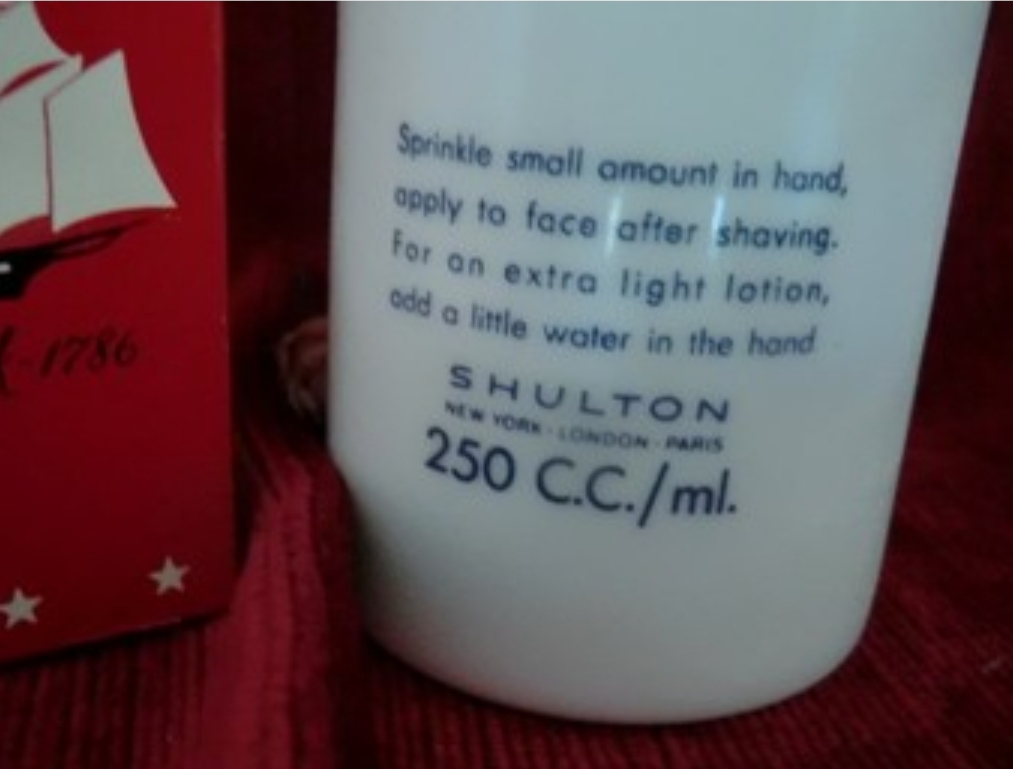 Sprinkle small amount in hand,
apply to face after shaving.
For an extra light lotion,
add a little water in the hand
SHULTON
NEW YORK · LONDON · PARIS
250 C.C./ml.
-1786